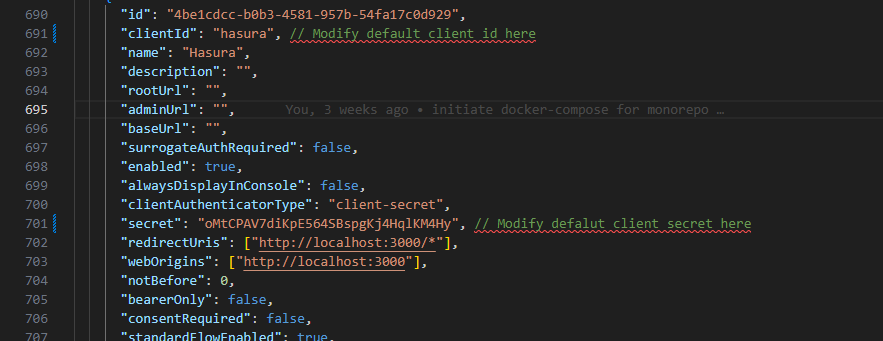 690 "id": "4be1cdcc-b0b3-4581-957b-54fa17c0d929",
691 "clientId": "hasura", // Modify default client id here
692 "name": "Hasura",
693 "description": "",
694 "rootUrl": "",
695 "adminUrl": "", You, 3 weeks ago • initiate docker-compose for monorepo …
696 "baseUrl": "",
697 "surrogateAuthRequired": false,
698 "enabled": true,
699 "alwaysDisplayInConsole": false,
700 "clientAuthenticatorType": "client-secret",
701 "secret": "oMtCPAV7diKpE564SBspgKj4HqlKM4Hy", // Modify defalut client secret here
702 "redirectUris": ["http://localhost:3000/*"],
703 "webOrigins": ["http://localhost:3000"],
704 "notBefore": 0,
705 "bearerOnly": false,
706 "consentRequired": false,
707 "standardFlowEnabled": true,